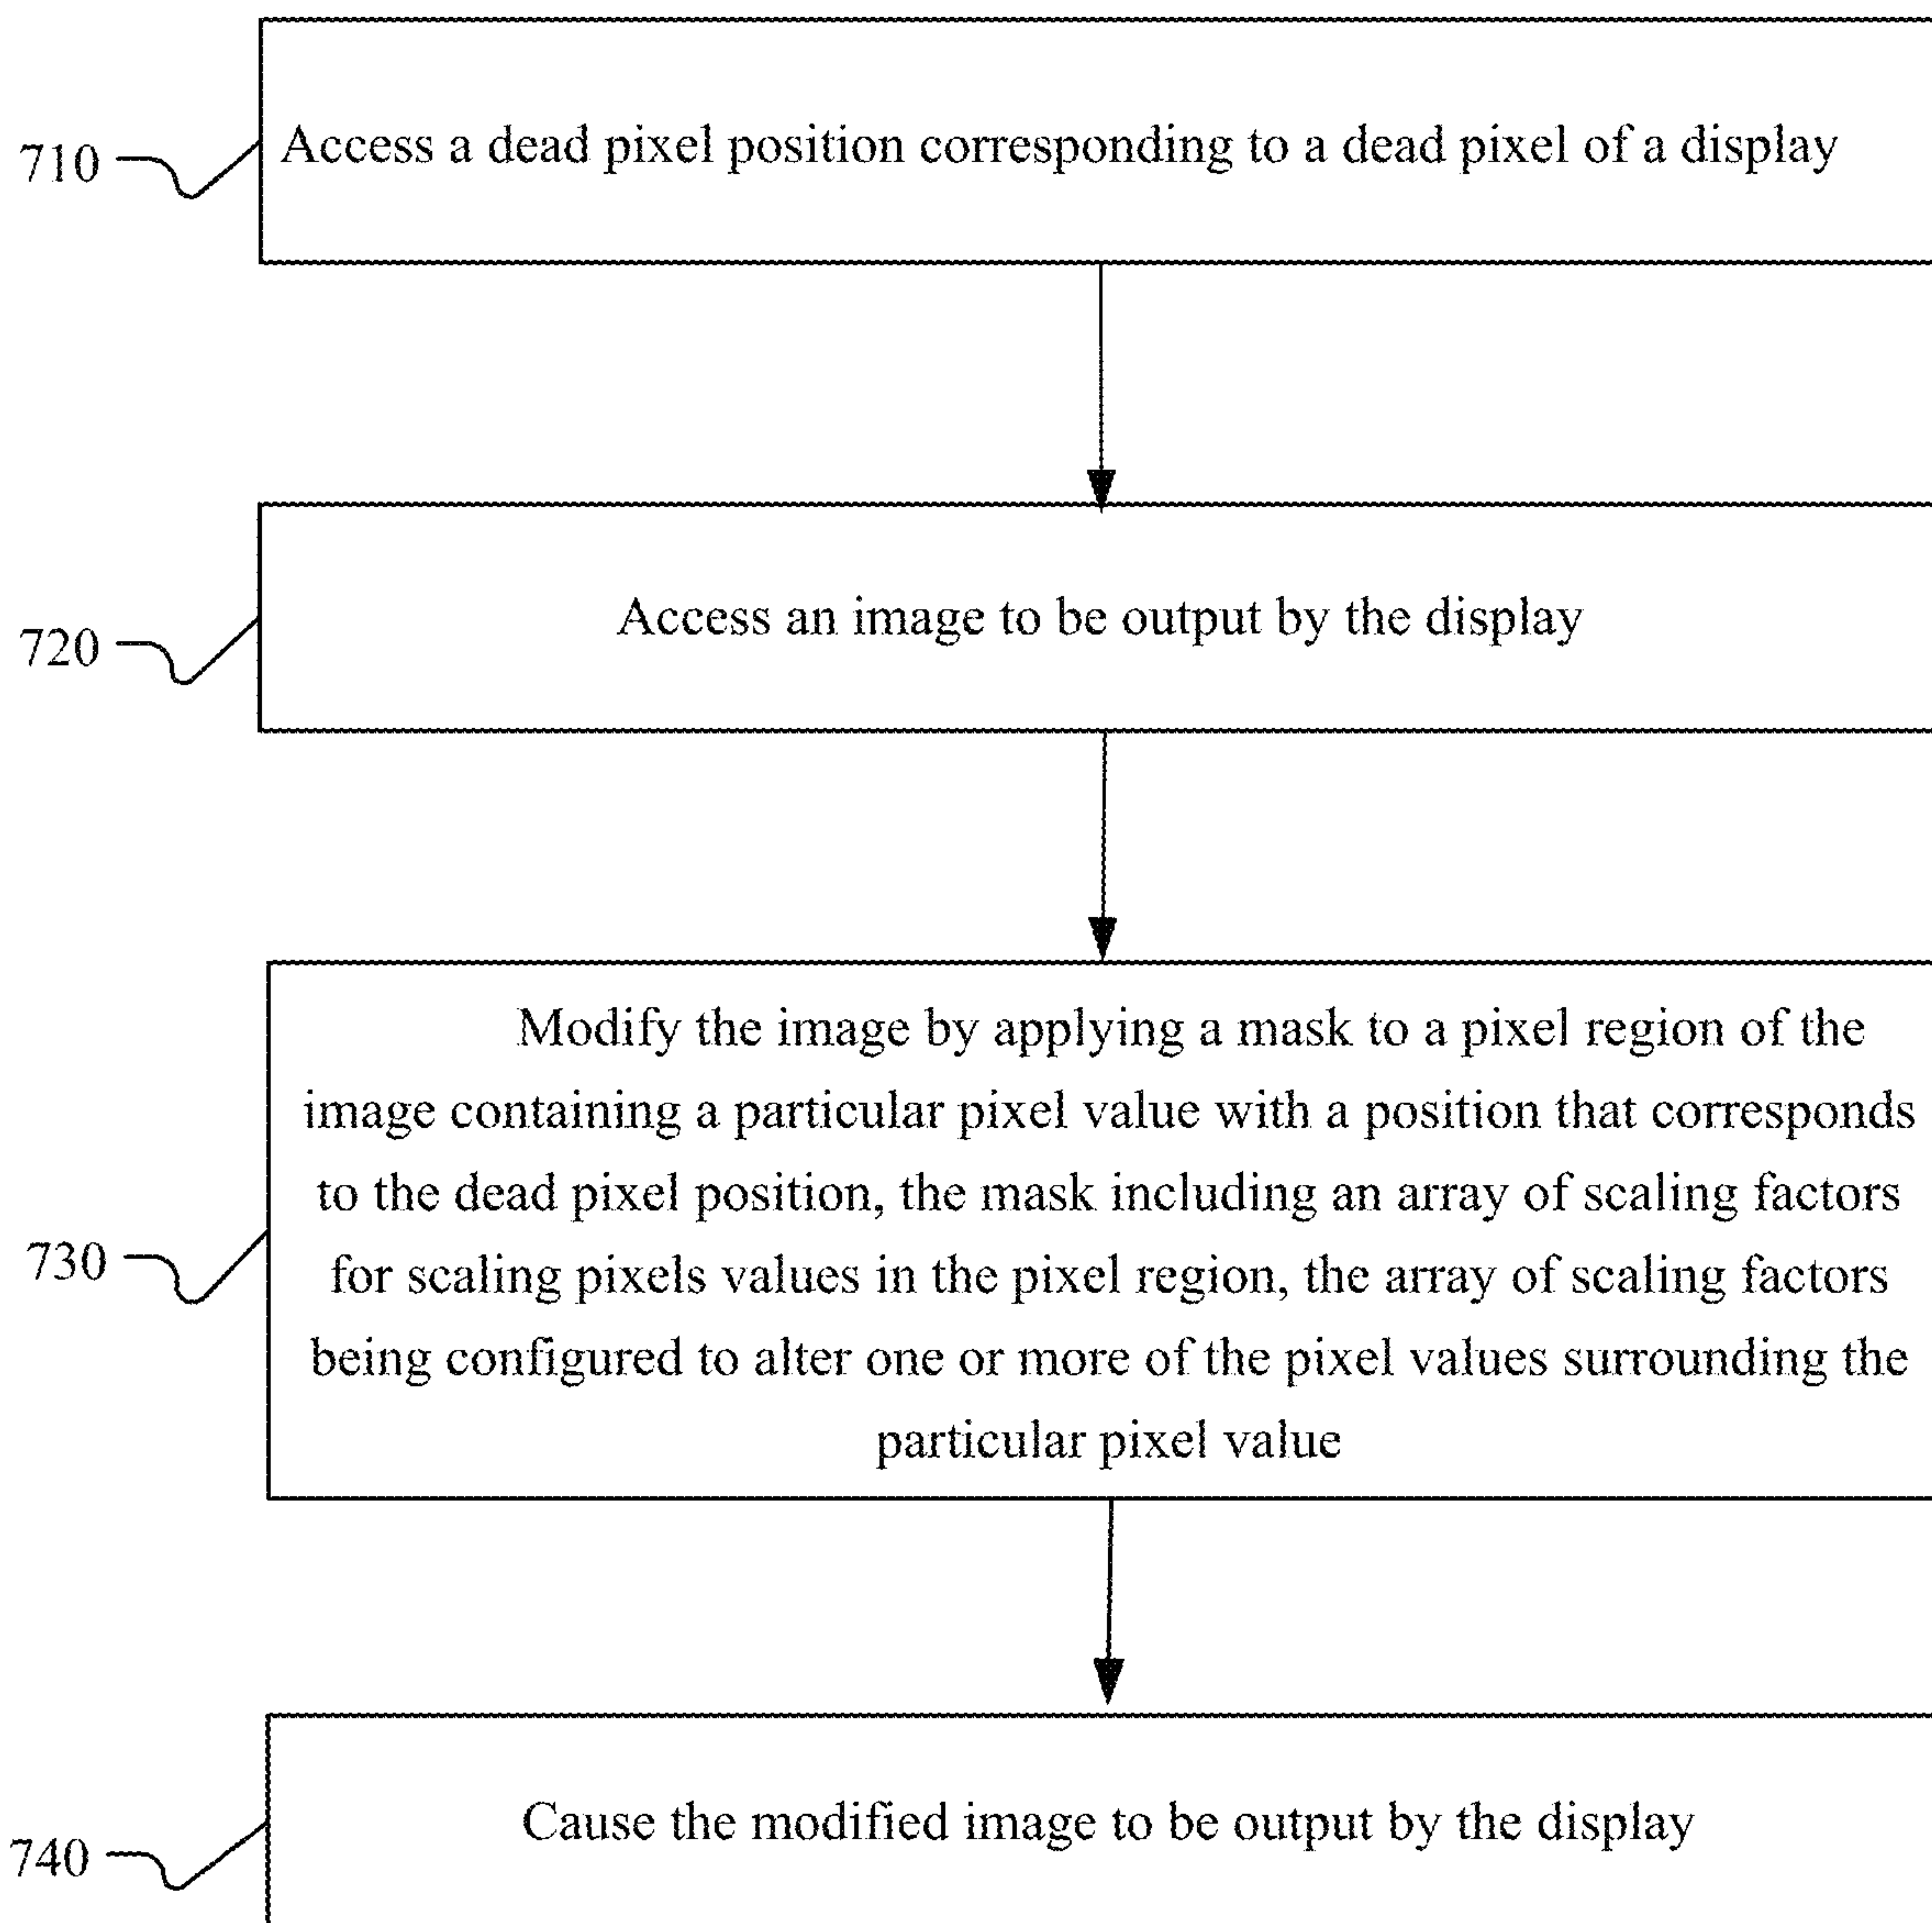 710
Access a dead pixel position corresponding to a dead pixel of a display
720
Access an image to be output by the display
730
Modify the image by applying a mask to a pixel region of the
image containing a particular pixel value with a position that corresponds
to the dead pixel position, the mask including an array of scaling factors
for scaling pixels values in the pixel region, the array of scaling factors
being configured to alter one or more of the pixel values surrounding the
particular pixel value
740
Cause the modified image to be output by the display